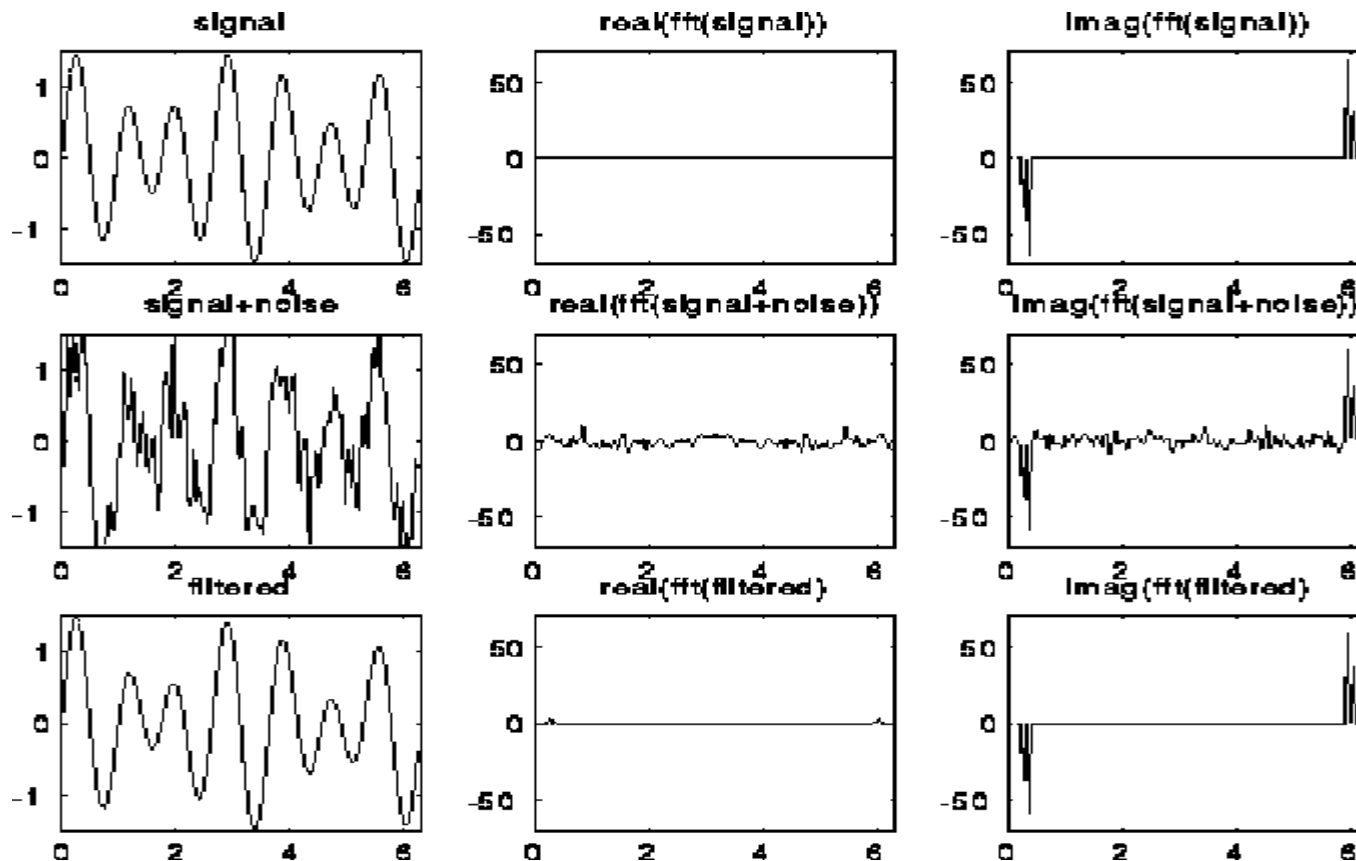 signal real(fft(signal)) imag(fft(signal))
1 50 50
0 0 0
-1 -50 -50
0 2 4 6 0 2 4 6 0 2 4 6
signal+noise real(fft(signal+noise)) imag(fft(signal+noise))
1 50 50
0 0 0
-1 -50 -50
0 2 4 6 0 2 4 6 0 2 4 6
filtered real(fft(filtered) imag(fft(filtered)
1 50 50
0 0 0
-1 -50 -50
0 2 4 6 0 2 4 6 0 2 4 6